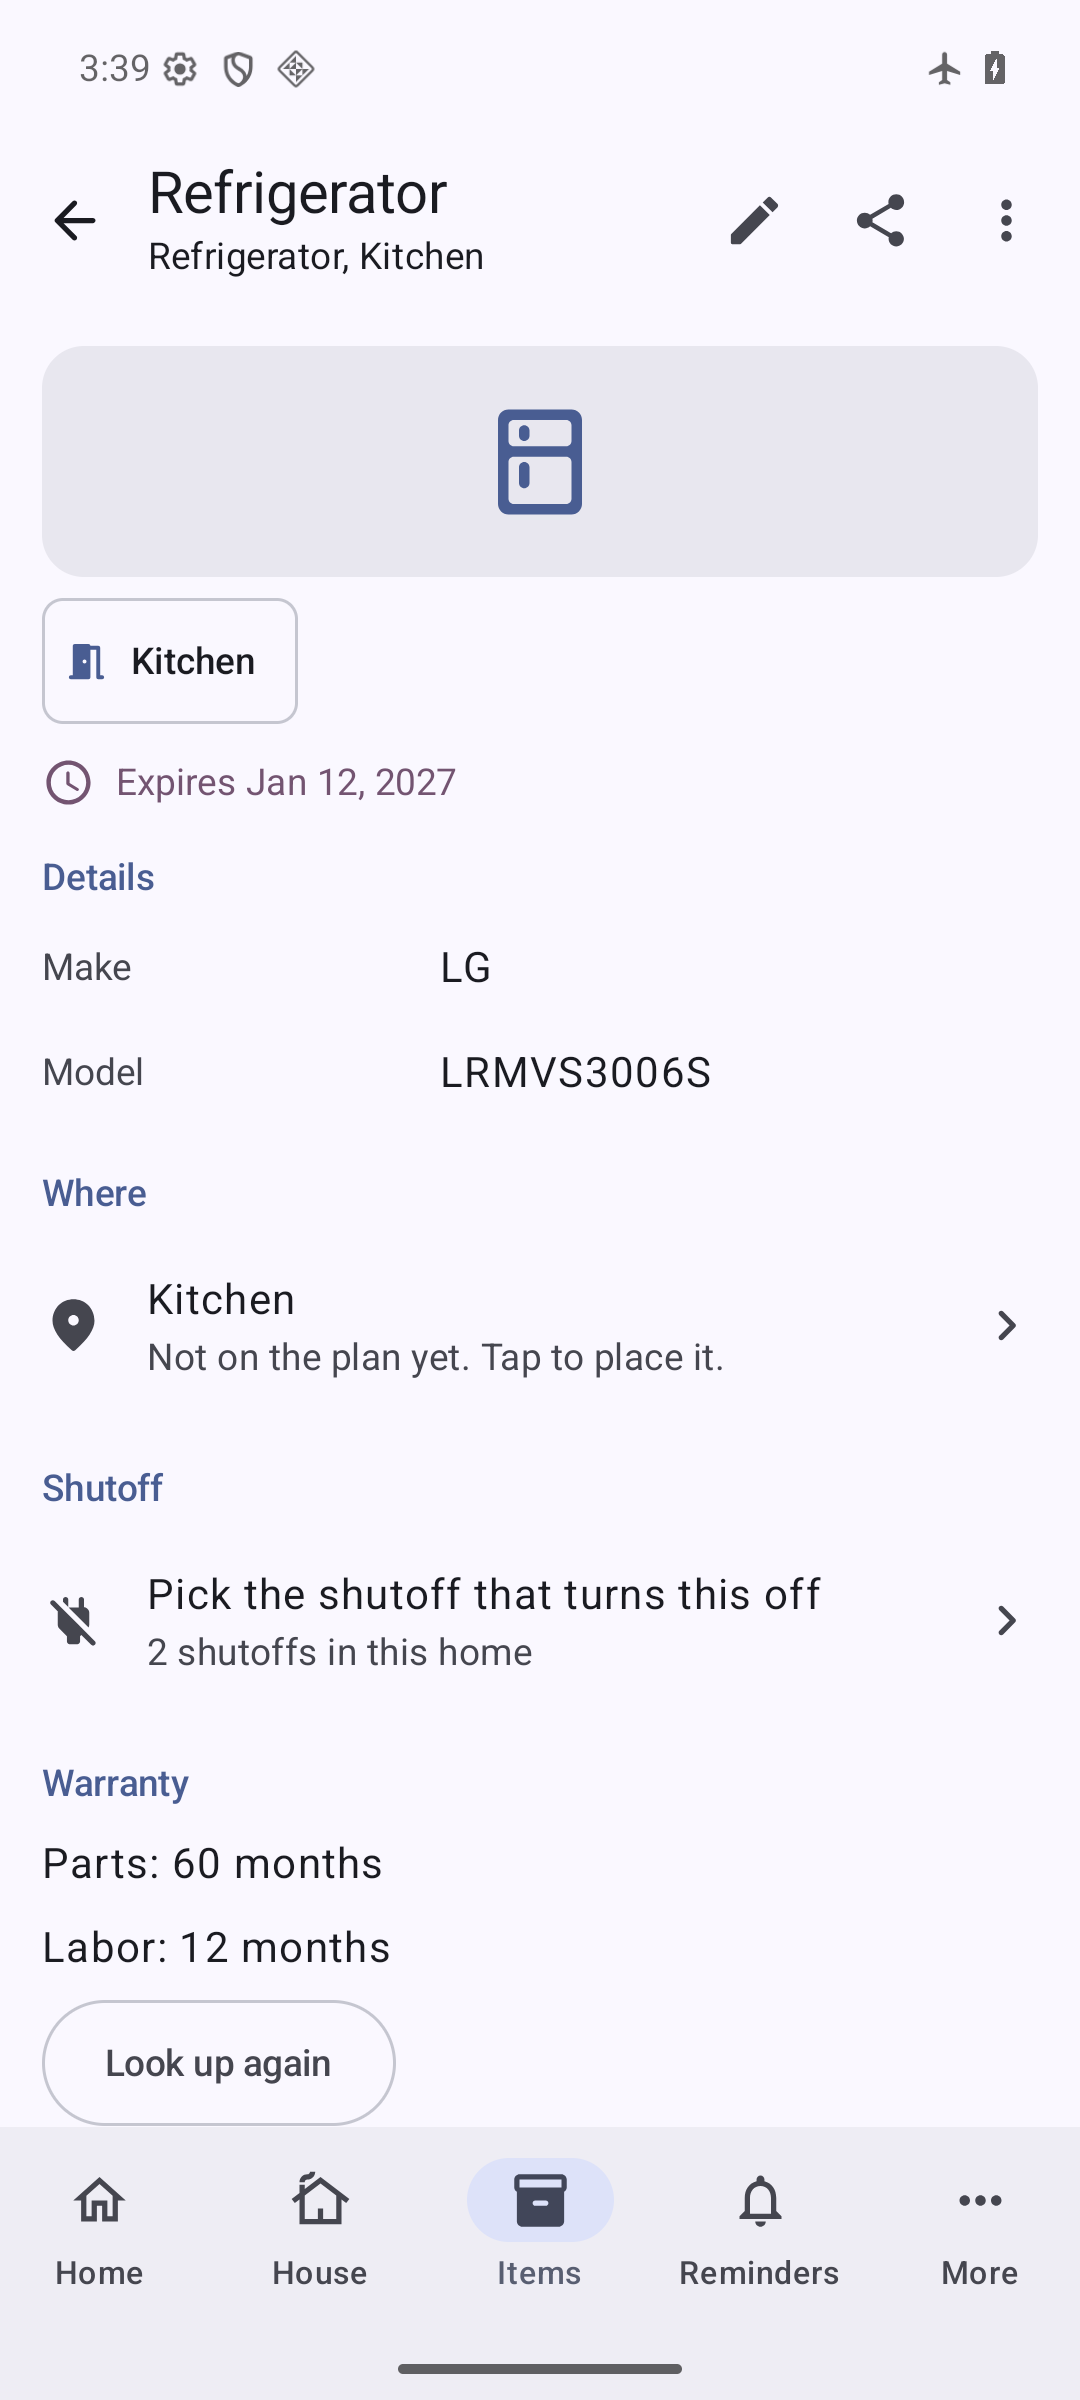 3:39
Refrigerator
Refrigerator, Kitchen
Kitchen
Expires Jan 12, 2027
Details
Make LG
Model LRMVS3006S
Where
Kitchen
Not on the plan yet. Tap to place it.
Shutoff
Pick the shutoff that turns this off
2 shutoffs in this home
Warranty
Parts: 60 months
Labor: 12 months
Look up again
Home House Items Reminders More